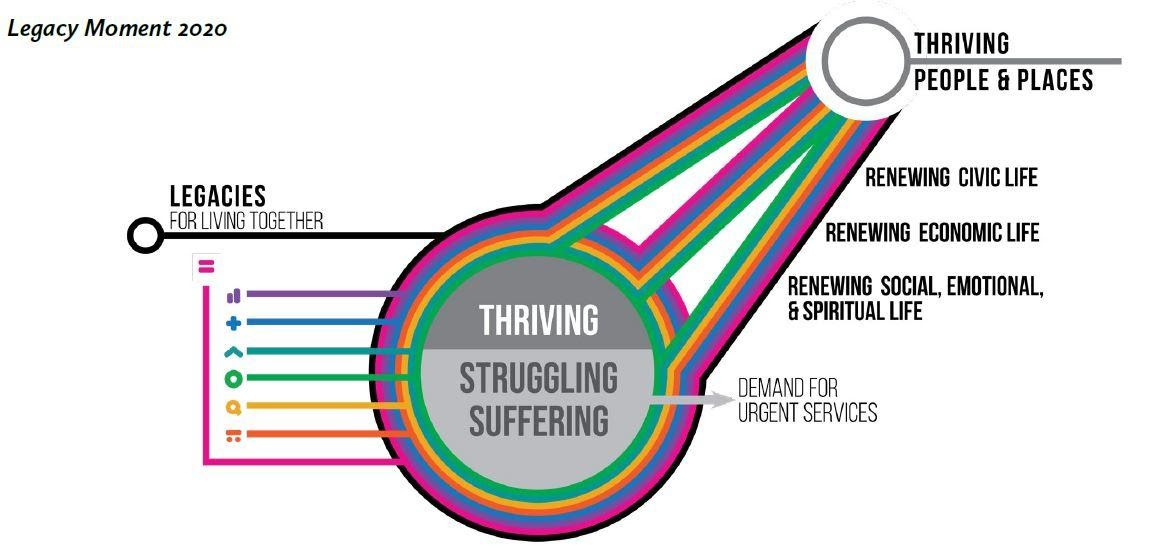 Legacy Moment 2020
THRIVING
PEOPLE & PLACES
RENEWING CIVIC LIFE
LEGACIES
FOR LIVING TOGETHER
RENEWING ECONOMIC LIFE
RENEWING SOCIAL, EMOTIONAL,
& SPIRITUAL LIFE
THRIVING
STRUGGLING
SUFFERING
DEMAND FOR
URGENT SERVICES